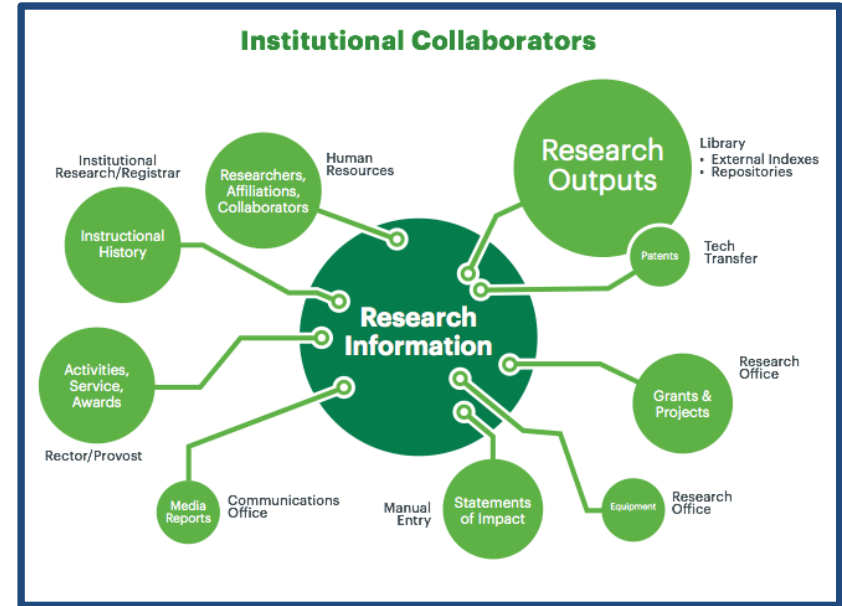 Institutional Collaborators
Institutional
Research/Registrar
Instructional
History
Researchers,
Affiliations,
Collaborators
Human
Resources
Research
Outputs
Library
• External Indexes
• Repositories
Patents
Tech
Transfer
Research
Information
Activities,
Service,
Awards
Rector/Provost
Research
Office
Grants &
Projects
Media
Reports
Communications
Office
Manual
Entry
Statements
of Impact
Equipment
Research
Office